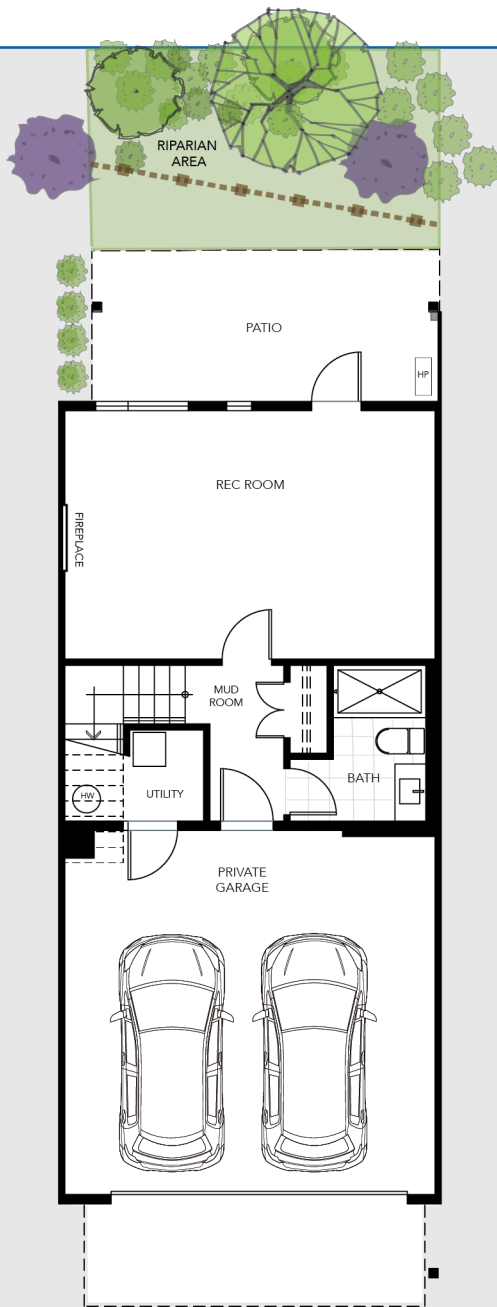 RIPARIAN
AREA
PATIO
HP
REC ROOM
FIREPLACE
MUD
ROOM
HW
UTILITY
BATH
PRIVATE
GARAGE